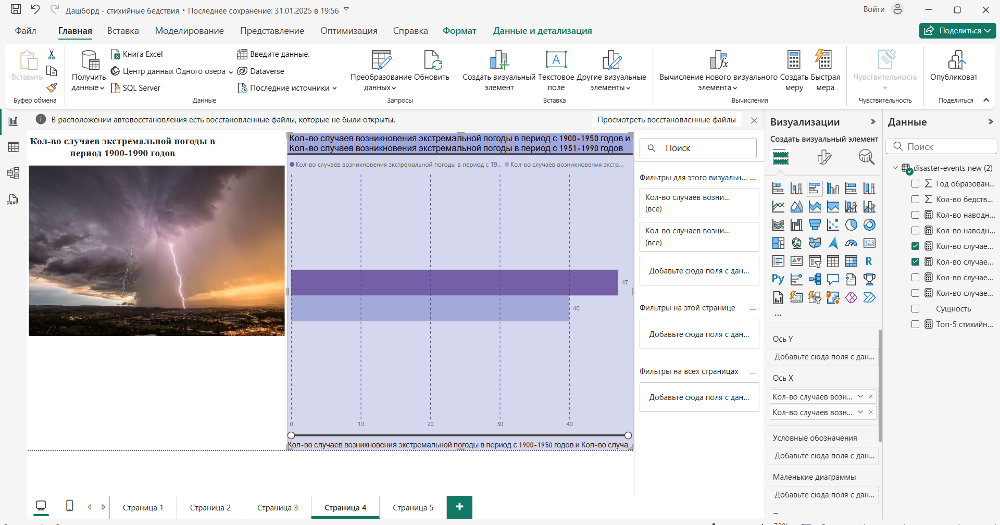 Дашборд - стихийные бедствия • Последнее сохранение: 31.01.2025 в 19:56
Войти
Файл
Главная
Вставка
Моделирование
Представление
Оптимизация
Справка
Формат
Данные и детализация
Поделиться
Вставить
Буфер обмена
Получить
данные
Книга Excel
Центр данных Одного озера
SQL Server
Введите данные.
Dataverse
Последние источники
Данные
Преобразование
данных
Обновить
Запросы
Создать визуальный
элемент
Текстовое
поле
A
Другие визуальные
элементы
Вставка
Вычисление нового визуального
элемента
Создать
меру
Быстрая
мера
Вычисления
Чувствительность
Чувствительность
Опубликоват
Поделиться
В расположении автовосстановления есть восстановленные файлы, которые не были открыты.
Просмотреть восстановленные файлы
DAX
Кол-во случаев экстремальной погоды в
период 1900-1990 годов
Кол-во случаев возникновения экстремальной погоды в период с 1900-1950 годов и
Кол-во случаев возникновения экстремальной погоды в период с 1951-1990 годов
Кол-во случаев возникновения экстремальной погоды в период с 19...
Кол-во случаев возникновения экстр...
47
40
0
10
20
30
40
Кол-во случаев возникновения экстремальной погоды в период с 1900-1950 годов и Кол-во случа...
Поиск
Фильтры для этого визуальн... ...
Кол-во случаев возни...
(все)
Кол-во случаев возни...
(все)
Добавьте сюда поля с дан...
Фильтры на этой странице ...
Добавьте сюда поля с дан...
Фильтры на всех страницах ...
Добавьте сюда поля с дан...
Визуализации
Создать визуальный элемент
123
R
Py
123
...
Ось Y
Добавьте сюда поля с дан...
Ось X
Кол-во случаев возн...
Кол-во случаев возн...
Условные обозначения
Добавьте сюда поля с дан...
Маленькие диаграммы
Добавьте сюда поля с дан...
Данные
Поиск
disaster-events new (2)
Год образован...
Кол-во бедств...
Кол-во наводн...
Кол-во наводн...
Кол-во случае...
Кол-во случае...
Кол-во случае...
Кол-во случае...
Сущность
Топ-5 стихийн...
Страница 1
Страница 2
Страница 3
Страница 4
Страница 5